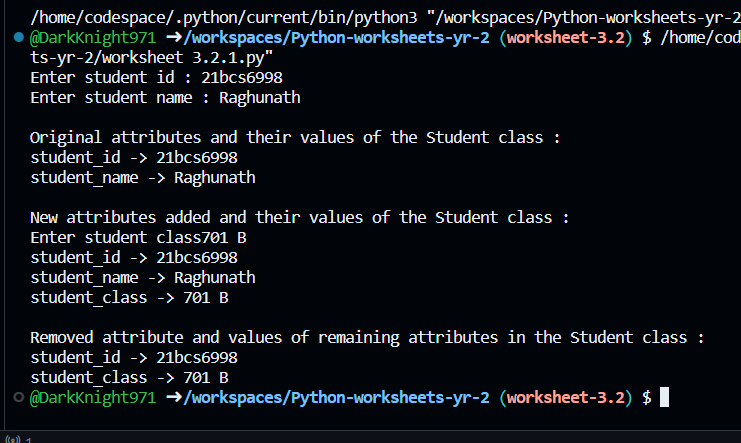 /home/codespace/.python/current/bin/python3 "/workspaces/Python-worksheets-yr-2
@DarkKnight971 ➜/workspaces/Python-worksheets-yr-2 (worksheet-3.2) $ /home/cod
ts-yr-2/worksheet 3.2.1.py"
Enter student id : 21bcs6998
Enter student name : Raghunath
Original attributes and their values of the Student class :
student_id -> 21bcs6998
student_name -> Raghunath
New attributes added and their values of the Student class :
Enter student class701 B
student_id -> 21bcs6998
student_name -> Raghunath
student_class -> 701 B
Removed attribute and values of remaining attributes in the Student class :
student_id -> 21bcs6998
student_class -> 701 B
@DarkKnight971 ➜/workspaces/Python-worksheets-yr-2 (worksheet-3.2) $
1